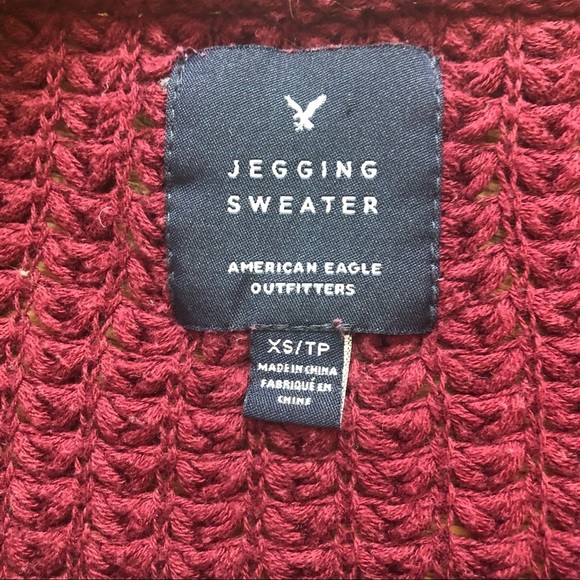 JEGGING
SWEATER
AMERICAN EAGLE
OUTFITTERS
XS/TP
MADE IN CHINA
FABRIQUÉ EN
CHINE